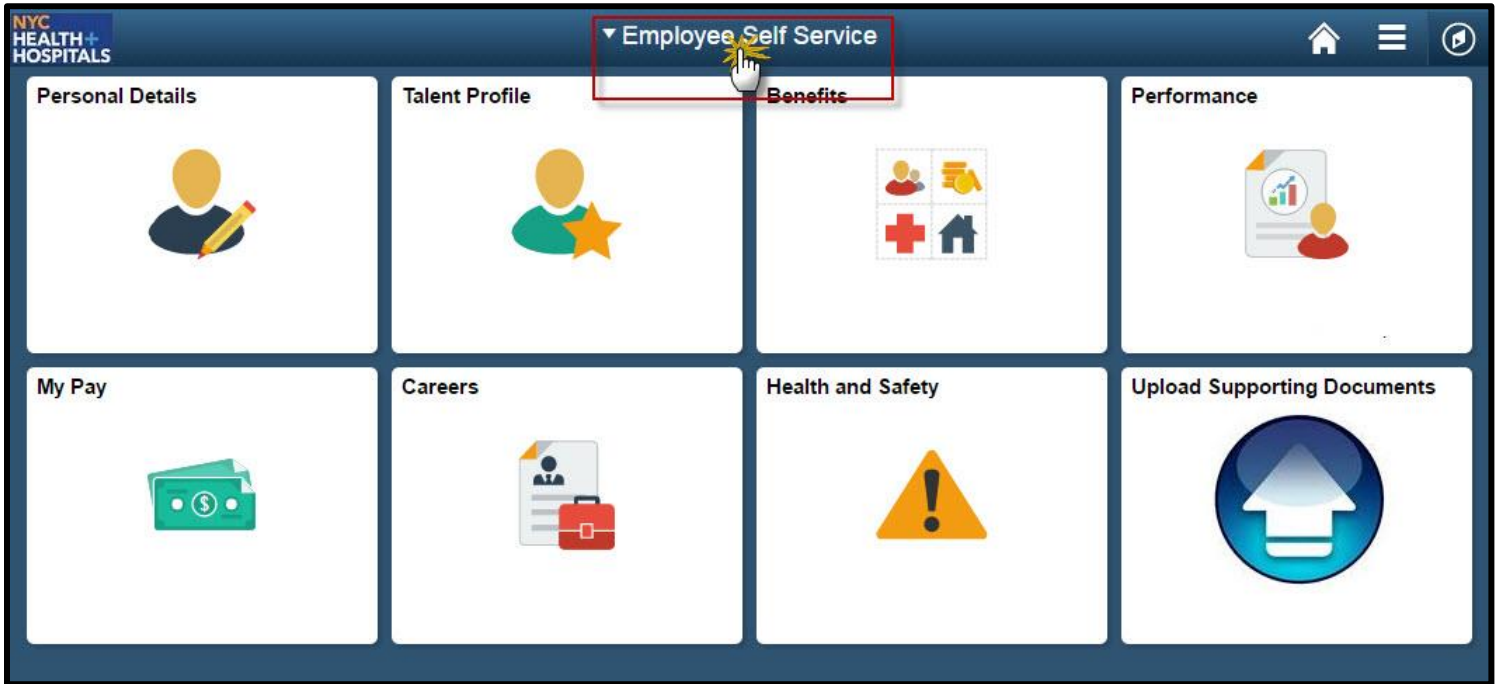 NYC
HEALTH+
HOSPITALS
Employee Self Service
Personal Details
Talent Profile
Benefits
Performance
My Pay
$
Careers
Health and Safety
!
Upload Supporting Documents